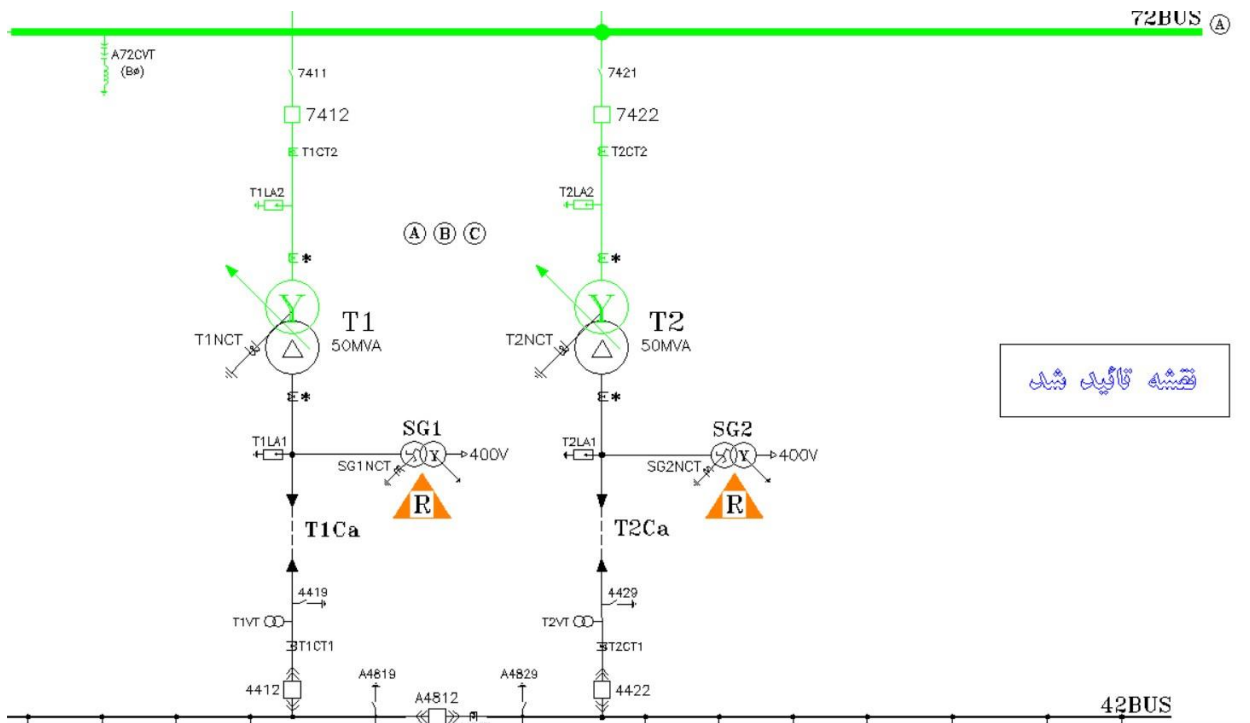 72BUS A
A72CVT
(Bø)
7411
7421
7412
7422
T1CT2
T2CT2
T1LA2
T2LA2
A B C
*
*
Y
Y
T1
T2
T1NCT
50MVA
T2NCT
50MVA
نقشه تائید شد
*
*
SG1
SG2
T1LA1
Y
400V
T2LA1
Y
400V
SG1NCT
SG2NCT
R
R
T1Ca
T2Ca
4419
4429
T1VT
T2VT
T1CT1
T2CT1
A4819
A4829
4412
A4812
4422
42BUS